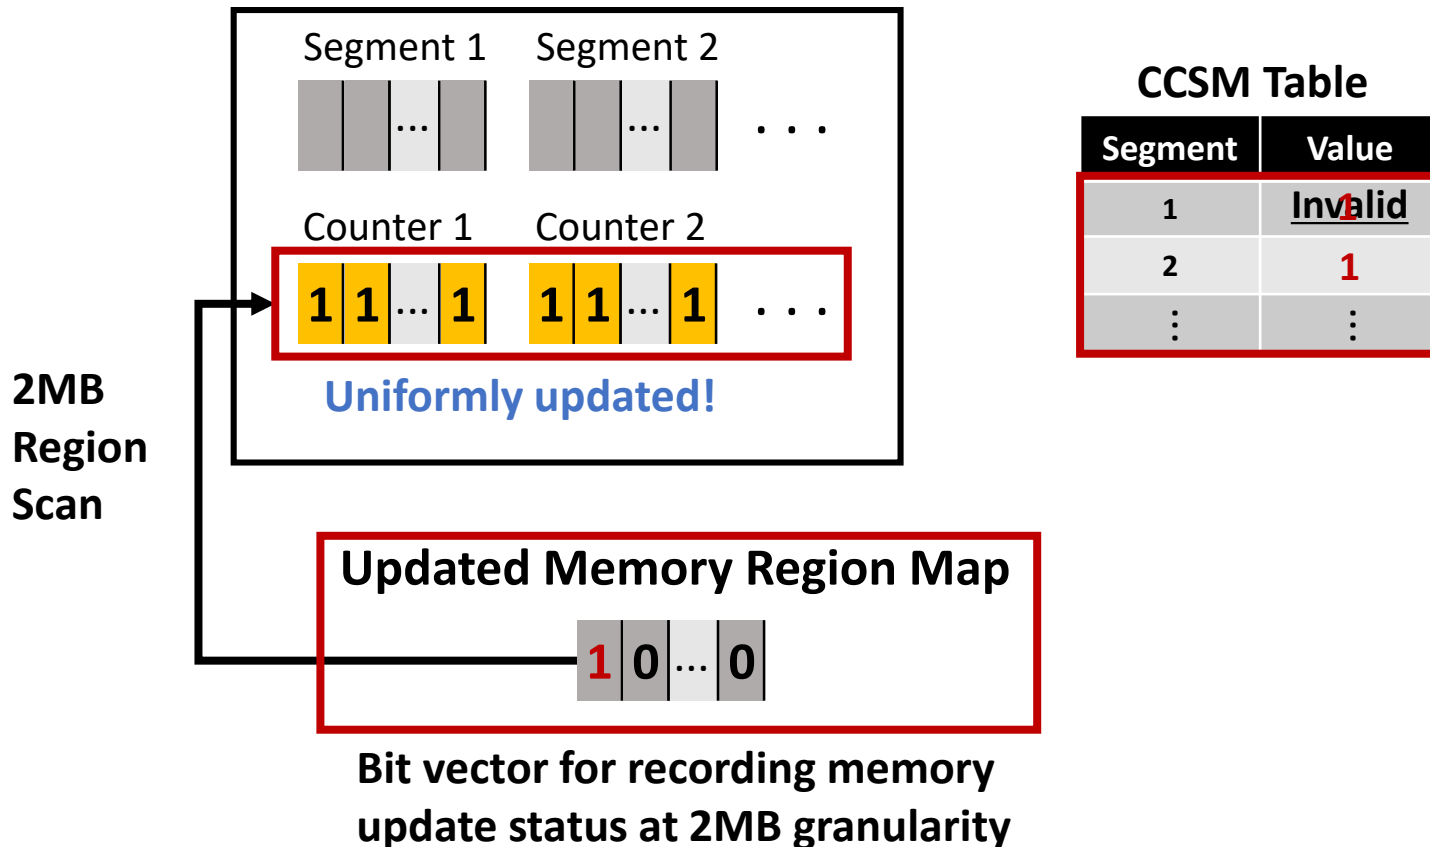 Segment 1 Segment 2
... ... . . .
Counter 1 Counter 2
1 1 ... 1 1 1 ... 1 . . .
Uniformly updated!
2MB
Region
Scan
Updated Memory Region Map
1 0 ... 0
Bit vector for recording memory
update status at 2MB granularity
CCSM Table
Segment Value
1 Invalid 1
2 1
⋮ ⋮